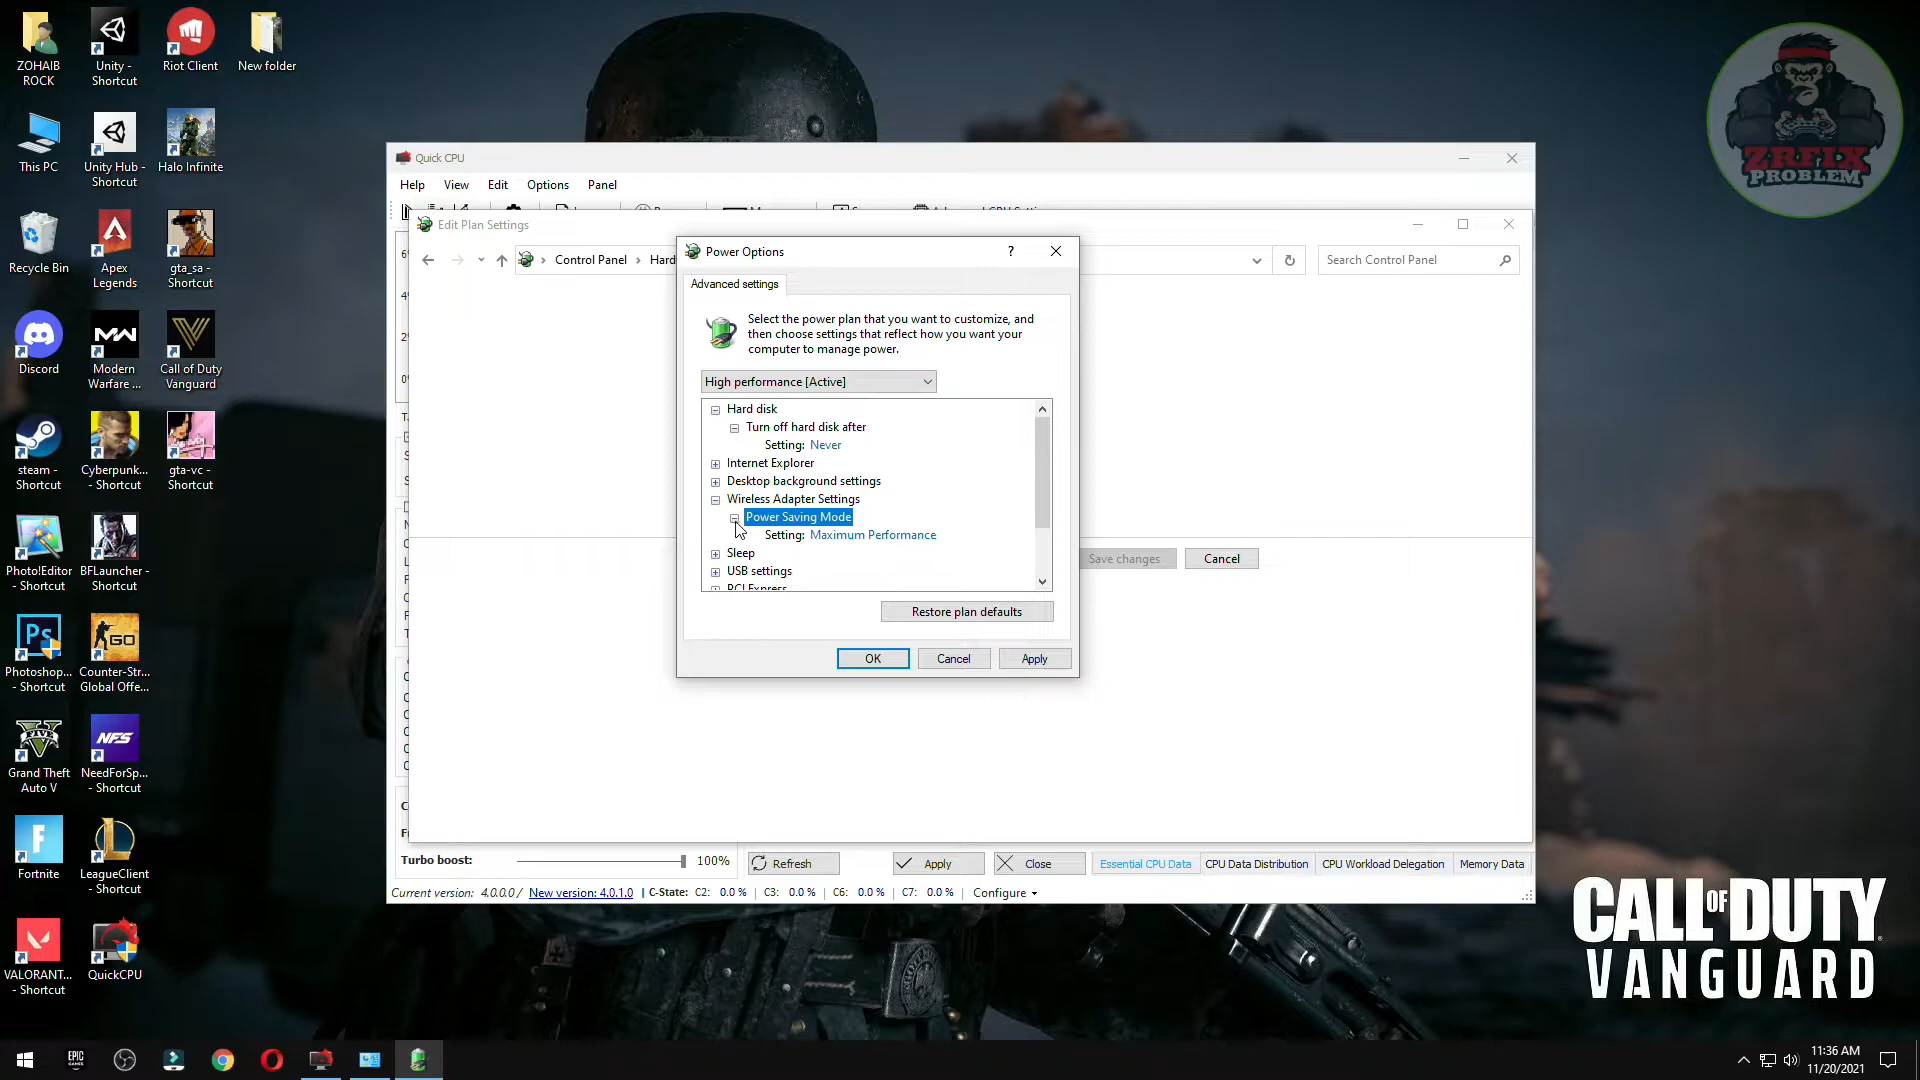 ZOHAIB
ROCK
Unity -
Shortcut
Riot Client
New folder
This PC
Unity Hub -
Shortcut
Halo Infinite
Recycle Bin
Apex
Legends
gta_sa -
Shortcut
Discord
Modern
Warfare ...
Call of Duty
Vanguard
steam -
Shortcut
Cyberpunk...
- Shortcut
gta-vc -
Shortcut
Photo!Editor
- Shortcut
BFLauncher -
Shortcut
Photoshop...
- Shortcut
Counter-Str...
Global Offe...
Grand Theft
Auto V
NeedForSp...
- Shortcut
Fortnite
LeagueClient
- Shortcut
VALORANT...
- Shortcut
QuickCPU
ZRFIX
PROBLEM
Quick CPU
Help View Edit Options Panel
Edit Plan Settings
Control Panel > Hard
Search Control Panel
Power Options
?
Advanced settings
Select the power plan that you want to customize, and
then choose settings that reflect how you want your
computer to manage power.
High performance [Active]
Hard disk
Turn off hard disk after
Setting: Never
Internet Explorer
Desktop background settings
Wireless Adapter Settings
Power Saving Mode
Setting: Maximum Performance
Sleep
USB settings
PCI Express
Restore plan defaults
OK Cancel Apply
Save changes Cancel
Turbo boost: 100%
Refresh Apply Close Essential CPU Data CPU Data Distribution CPU Workload Delegation Memory Data
Current version: 4.0.0.0 / New version: 4.0.1.0 | C-State: C2: 0.0 % | C3: 0.0 % | C6: 0.0 % | C7: 0.0 % | Configure
CALL OF DUTY
VANGUARD
EPIC
GAMES
11:36 AM
11/20/2021